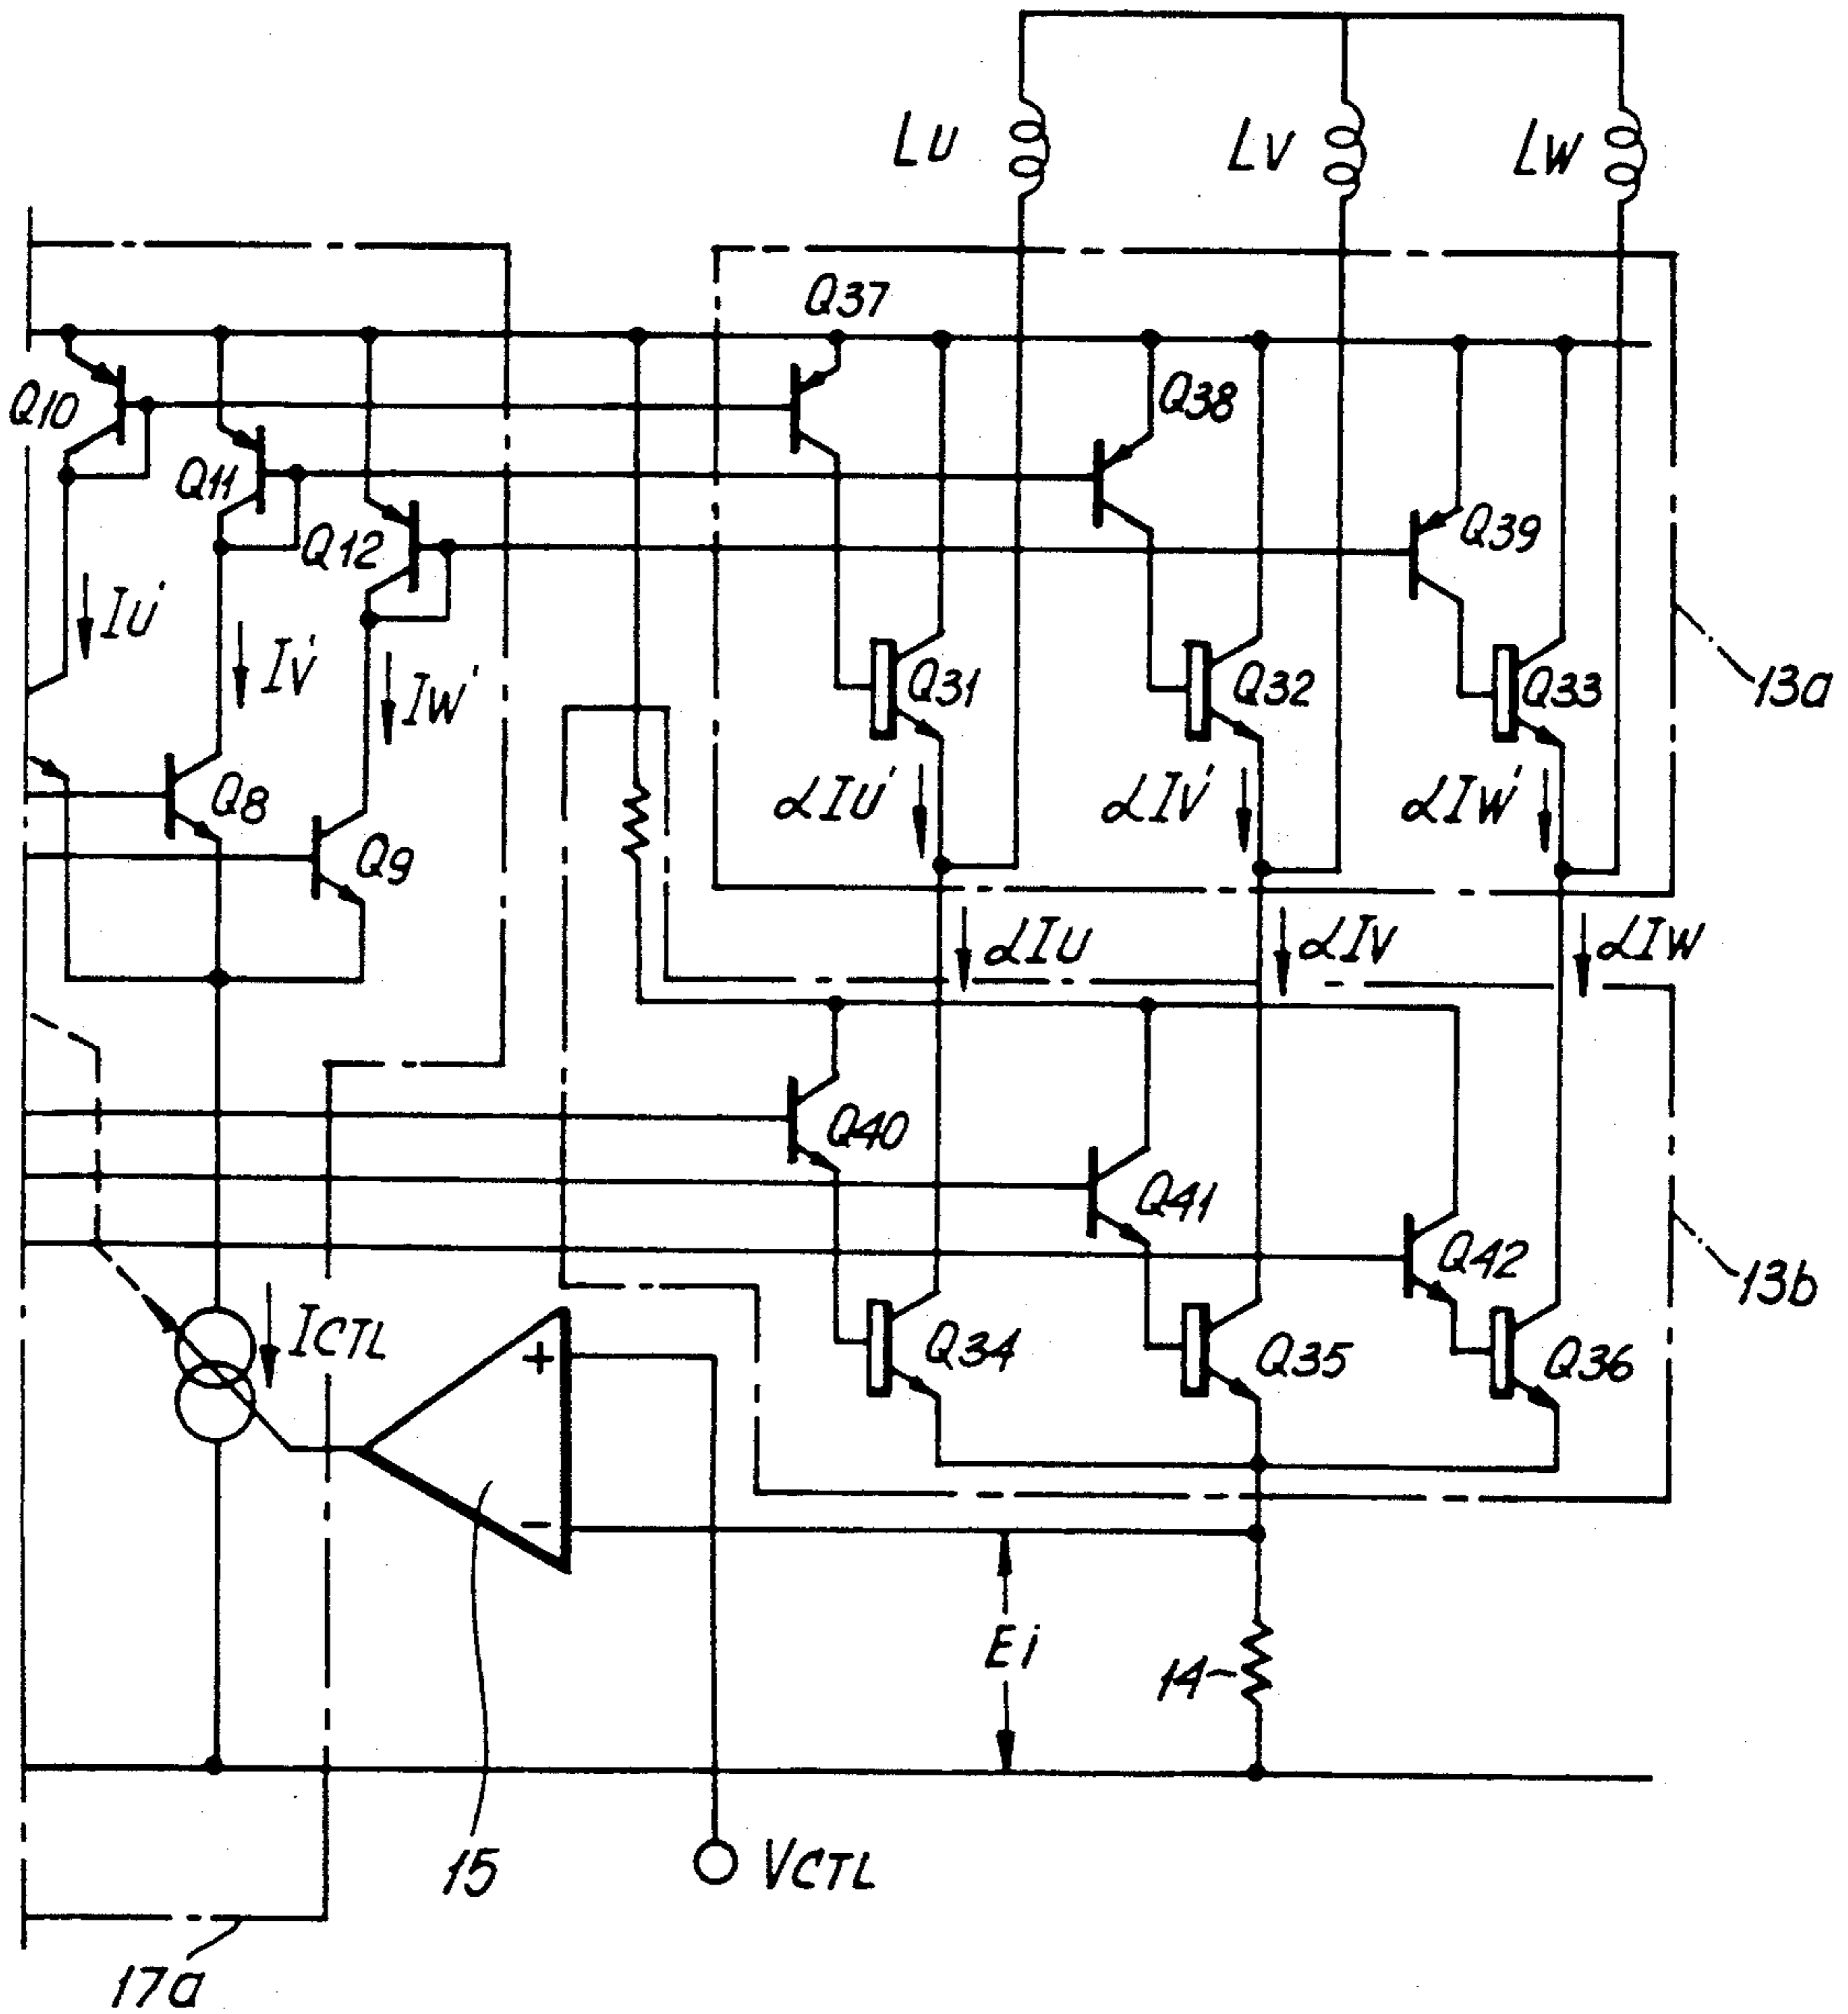 LU
LV
LW
Q37
Q10
Q38
Q11
Q12
Q39
IU'
IV'
IW'
Q31
Q32
Q33
13a
Q8
αIU'
αIV'
αIW'
Q9
αIU
αIV
αIW
Q40
Q41
Q42
13b
ICTL
+
Q34
Q35
Q36
−
Ei
14
15
VCTL
17a